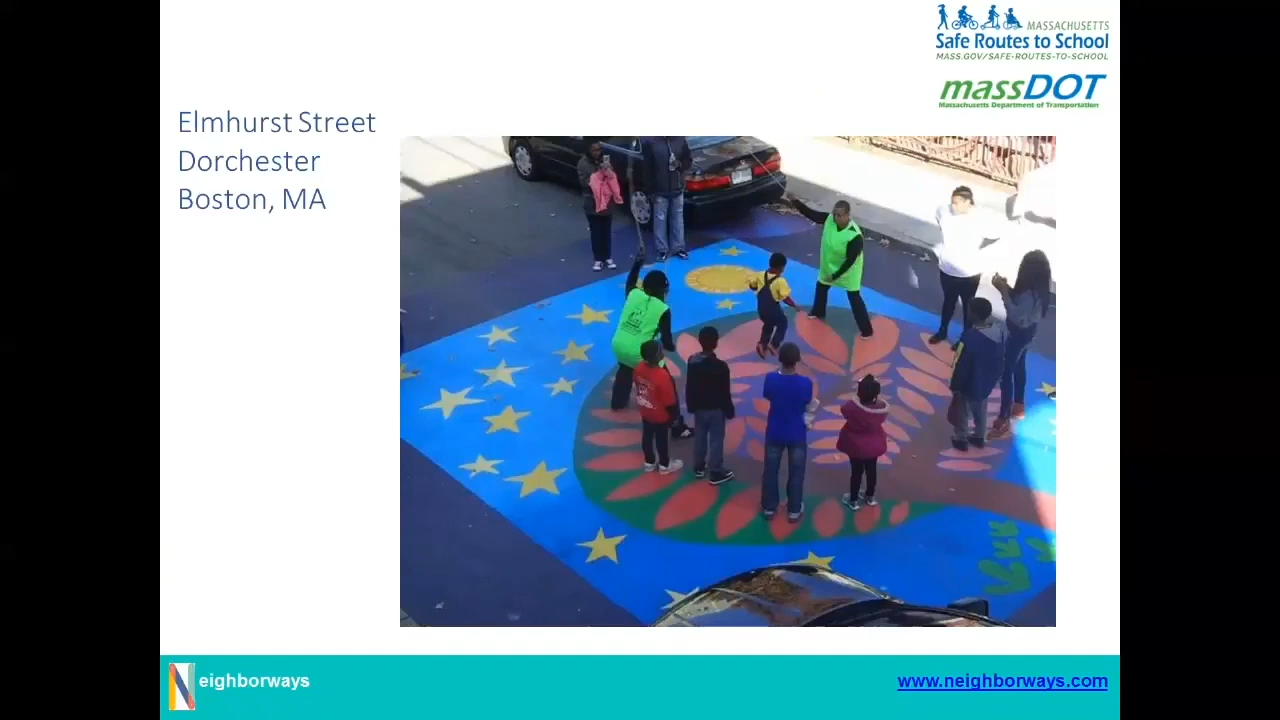 MASSACHUSETTS
Safe Routes to School
MASS.GOV/SAFE-ROUTES-TO-SCHOOL
massDOT
Massachusetts Department of Transportation
Elmhurst Street
Dorchester
Boston, MA
Neighborways
www.neighborways.com